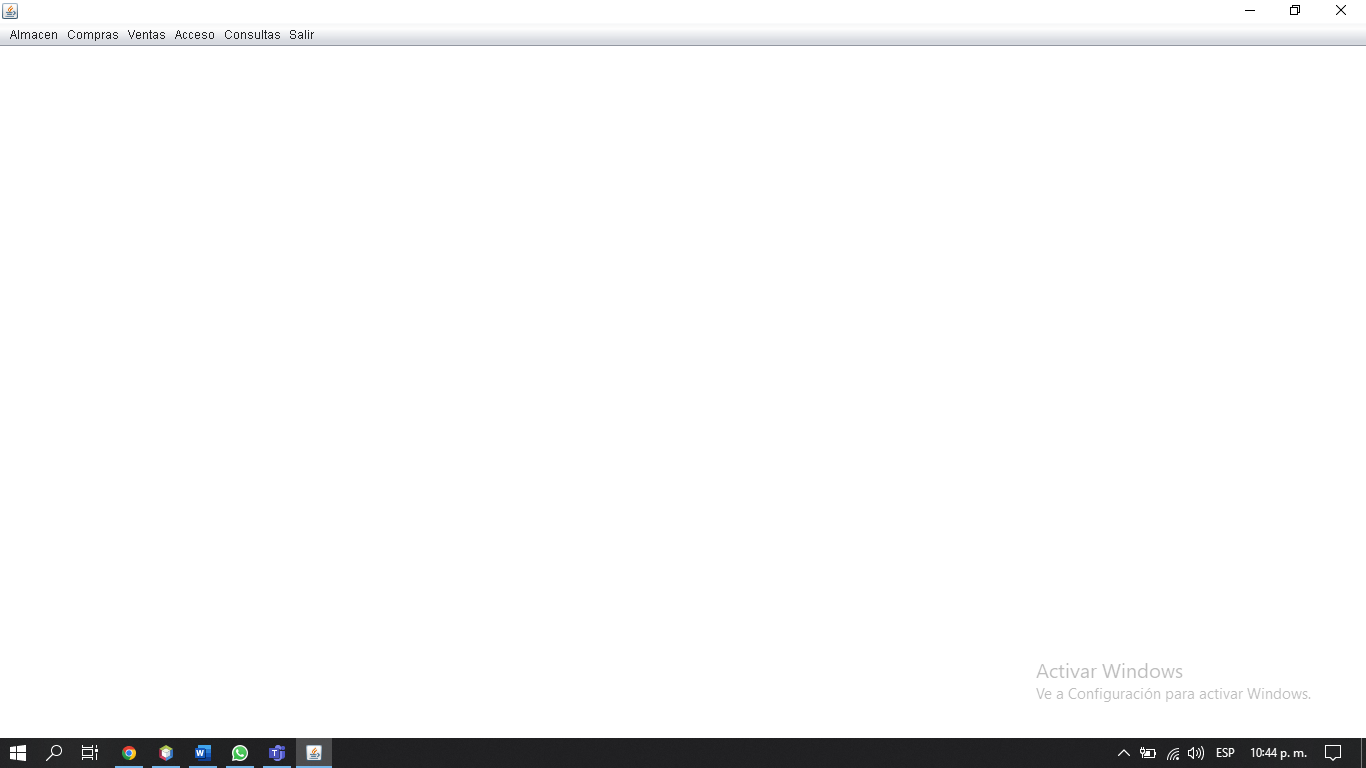 Almacen Compras Ventas Acceso Consultas Salir
Activar Windows
Ve a Configuración para activar Windows.
ESP 10:44 p. m.